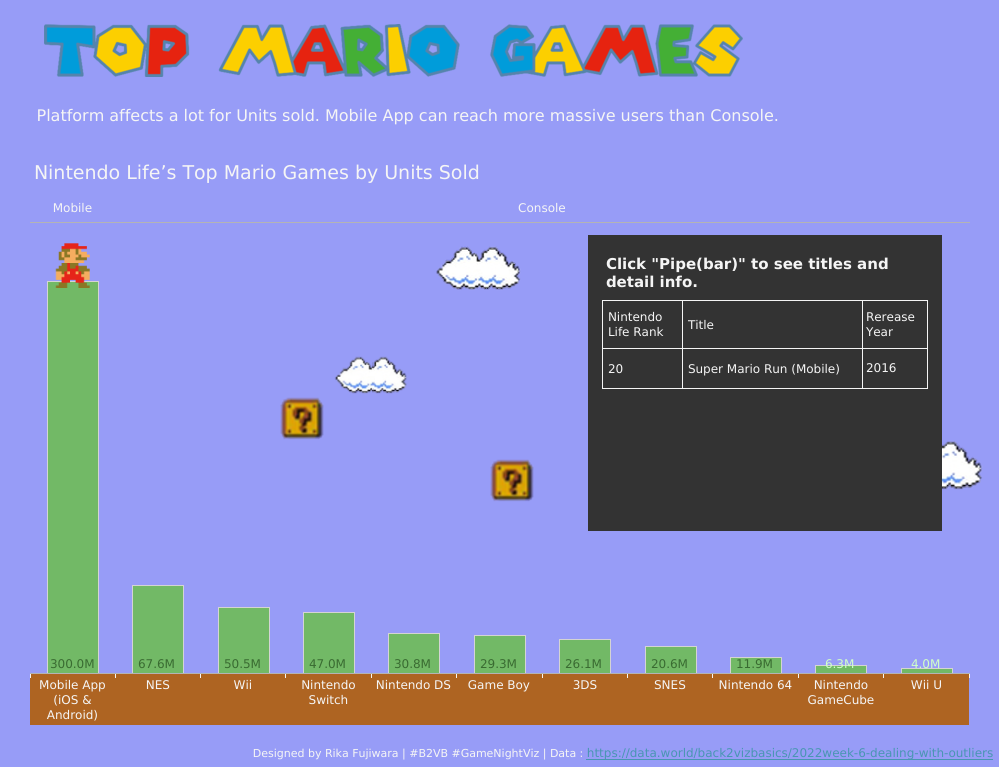 TOP MARIO GAMES
Platform affects a lot for Units sold. Mobile App can reach more massive users than Console.
Nintendo Life’s Top Mario Games by Units Sold
Mobile
Console
Click "Pipe(bar)" to see titles and
detail info.
Nintendo
Life Rank
Title
Rerease
Year
20
Super Mario Run (Mobile)
2016
?
?
300.0M
67.6M
50.5M
47.0M
30.8M
29.3M
26.1M
20.6M
11.9M
6.3M
4.0M
Mobile App
(iOS &
Android)
NES
Wii
Nintendo
Switch
Nintendo DS
Game Boy
3DS
SNES
Nintendo 64
Nintendo
GameCube
Wii U
Designed by Rika Fujiwara | #B2VB #GameNightViz | Data : https://data.world/back2vizbasics/2022week-6-dealing-with-outliers